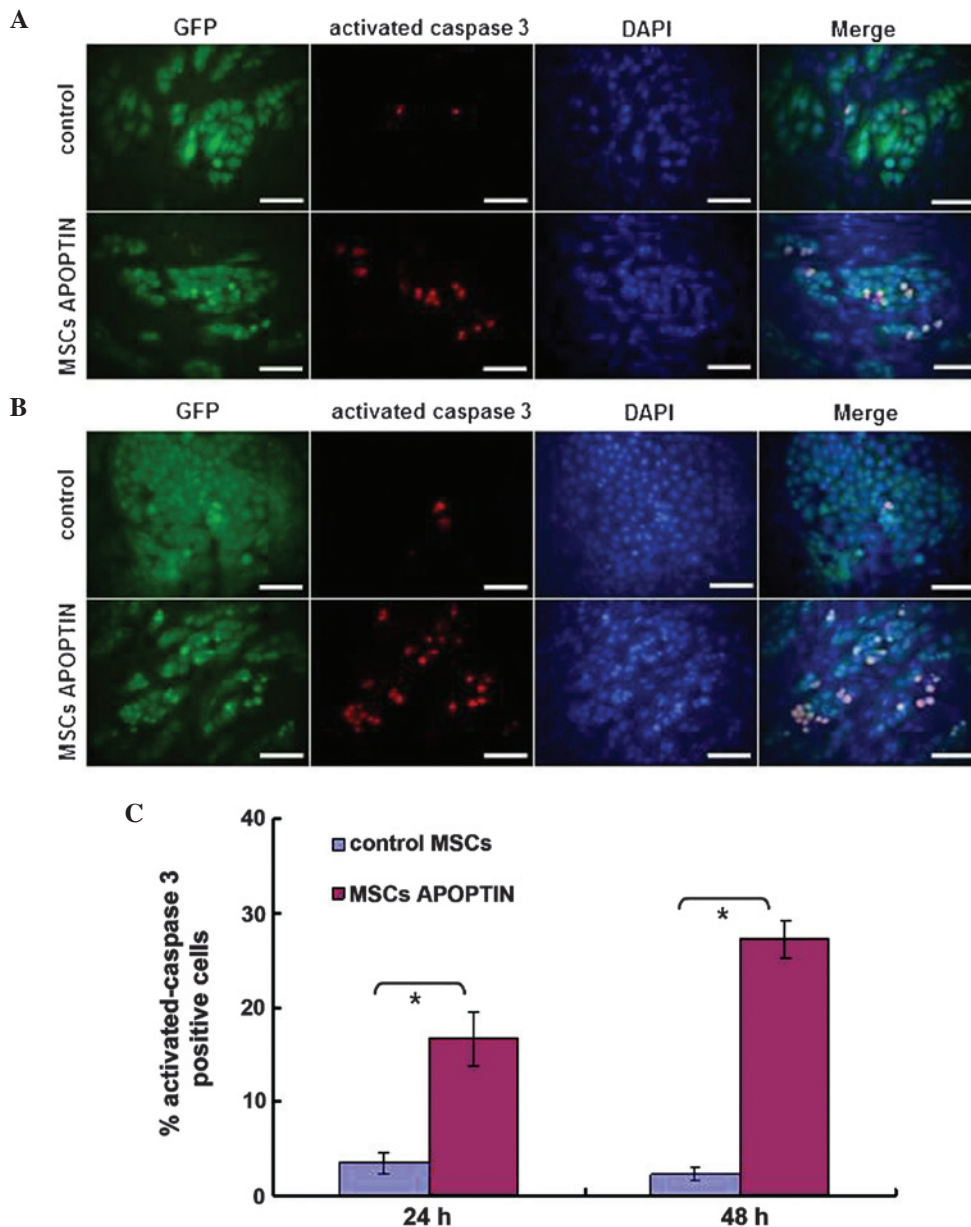 A
GFP activated caspase 3 DAPI Merge
control
MSCs APOPTIN
B
GFP activated caspase 3 DAPI Merge
control
MSCs APOPTIN
C
% activated-caspase 3
positive cells
40
30
20
10
0
control MSCs
MSCs APOPTIN
*
*
24 h 48 h